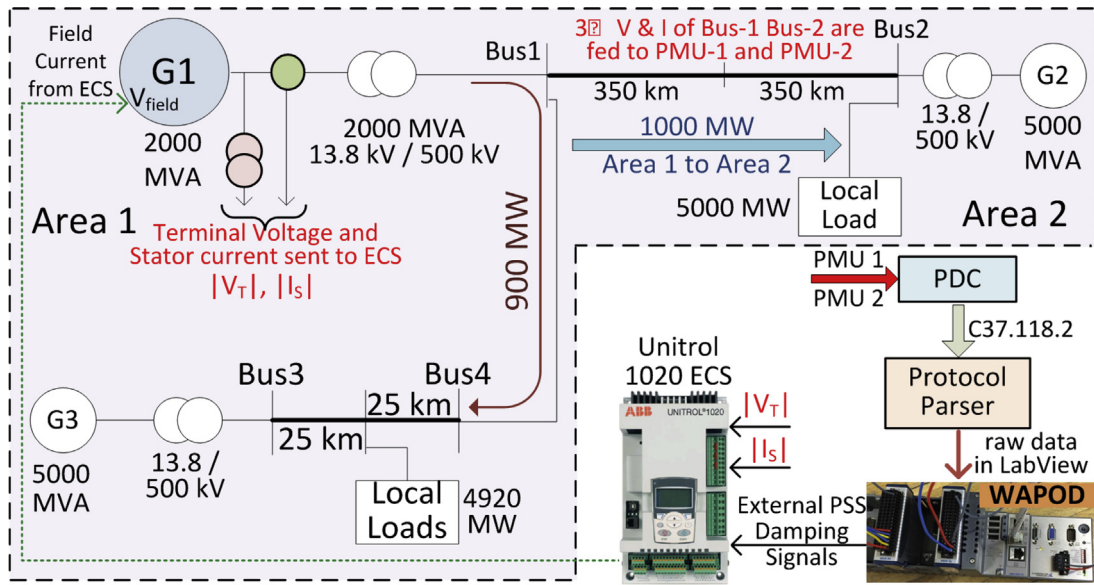 Field
Current
from ECS
G1
Vfield
2000
MVA
2000 MVA
13.8 kV / 500 kV
Bus1
3⍰ V & I of Bus-1 Bus-2 are
fed to PMU-1 and PMU-2
Bus2
350 km
350 km
13.8 /
500 kV
G2
5000
MVA
1000 MW
Area 1 to Area 2
5000 MW
Local
Load
Area 2
Area 1
Terminal Voltage and
Stator current sent to ECS
|VT|, |IS|
900 MW
PMU 1
PMU 2
PDC
C37.118.2
Protocol
Parser
raw data
in LabView
WAPOD
Unitrol
1020 ECS
ABB
UNITROL®1020
|VT|
|IS|
External PSS
Damping
Signals
Bus3
Bus4
25 km
25 km
G3
5000
MVA
13.8 /
500 kV
Local
Loads
4920
MW